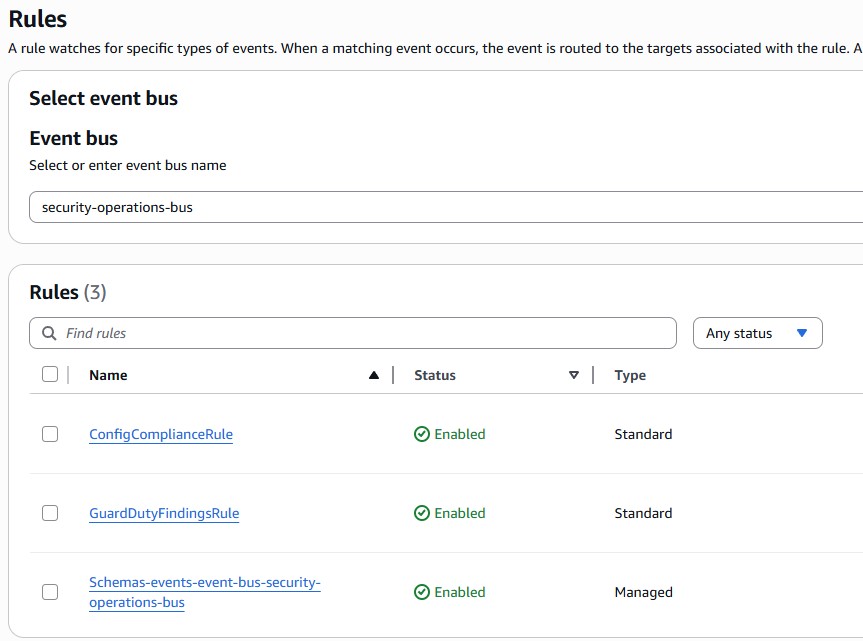 Rules
A rule watches for specific types of events. When a matching event occurs, the event is routed to the targets associated with the rule. A
Select event bus
Event bus
Select or enter event bus name
security-operations-bus
Rules (3)
Find rules
Any status
Name Status Type
ConfigComplianceRule Enabled Standard
GuardDutyFindingsRule Enabled Standard
Schemas-events-event-bus-security-
operations-bus Enabled Managed